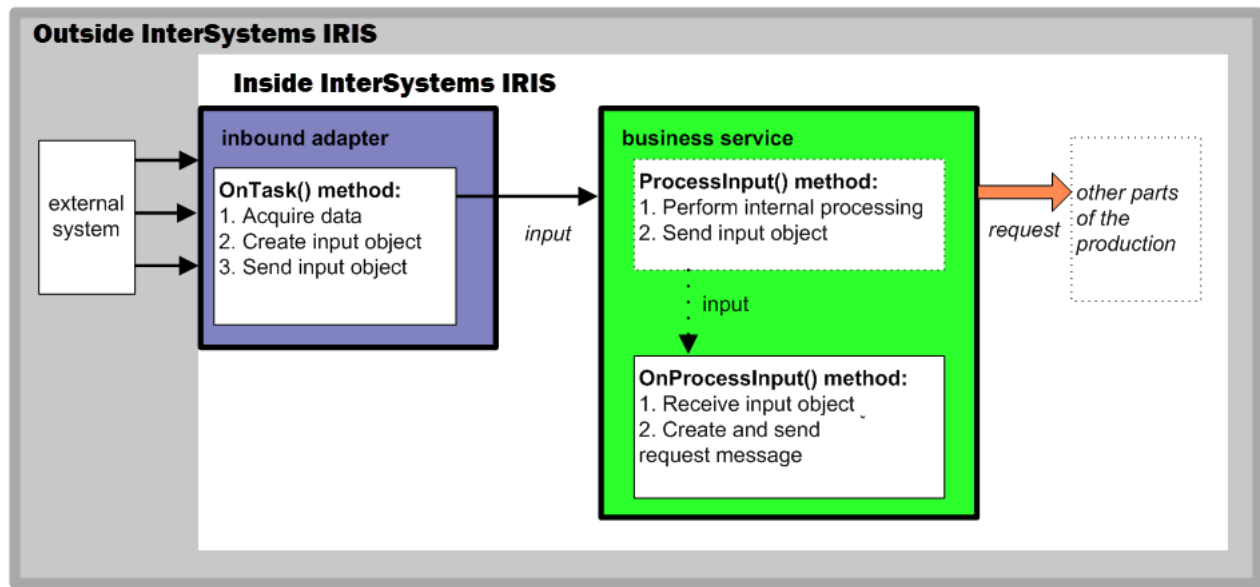 Outside InterSystems IRIS
Inside InterSystems IRIS
external
system
inbound adapter
OnTask() method:
1. Acquire data
2. Create input object
3. Send input object
input
business service
ProcessInput() method:
1. Perform internal processing
2. Send input object
input
OnProcessInput() method:
1. Receive input object
2. Create and send
request message
request
other parts
of the
production